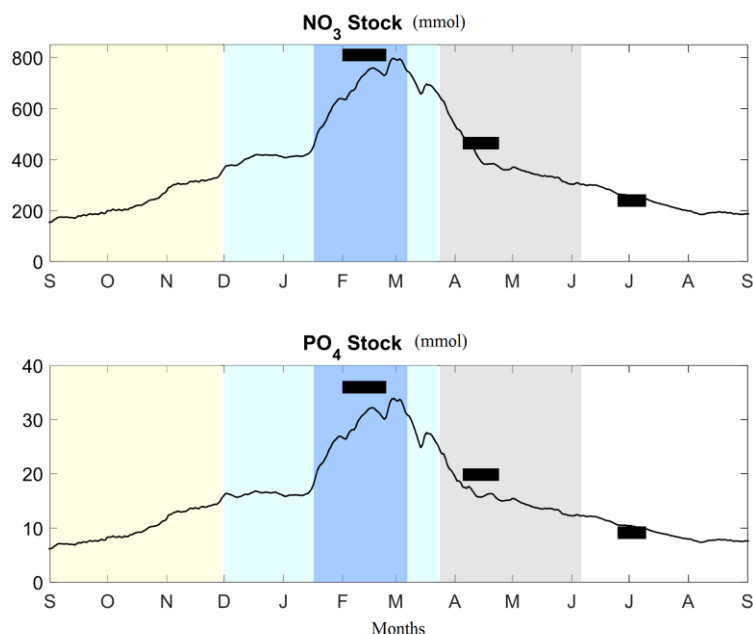 NO3 Stock (mmol)
800
600
400
200
0
S O N D J F M A M J J A S
PO4 Stock (mmol)
40
30
20
10
0
S O N D J F M A M J J A S
Months